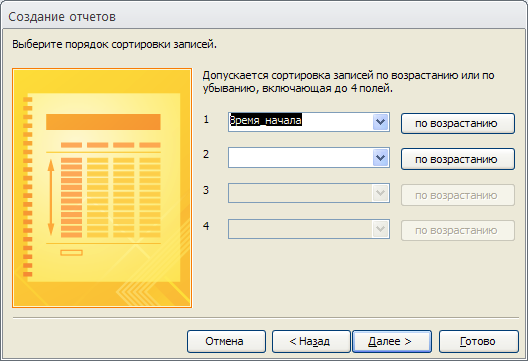 Создание отчетов
Выберите порядок сортировки записей.
Допускается сортировка записей по возрастанию или по
убыванию, включающая до 4 полей.
1 Время_начала по возрастанию
2 по возрастанию
3 по возрастанию
4 по возрастанию
Отмена < Назад Далее > Готово